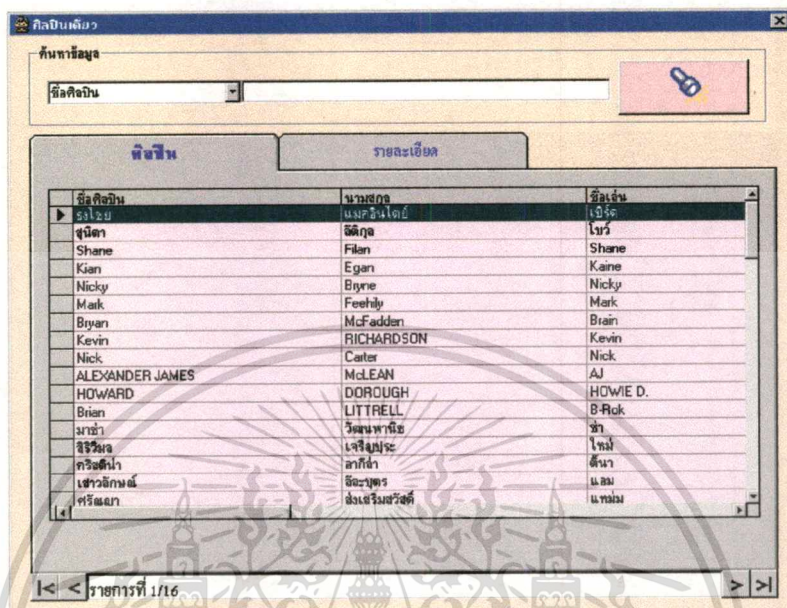 ศิลปินเดียว
ค้นหาข้อมูล
ชื่อศิลปิน
ศิลปิน รายละเอียด
ชื่อศิลปิน นามสกุล ชื่อเล่น
ธงไชย แมคอินไตย์ เบิร์ด
สุนิตา ลีติกุล โบว์
Shane Filan Shane
Kian Egan Kaine
Nicky Bryne Nicky
Mark Feehily Mark
Bryan McFadden Brain
Kevin RICHARDSON Kevin
Nick Carter Nick
ALEXANDER JAMES McLEAN AJ
HOWARD DOROUGH HOWIE D.
Brian LITTRELL B-Rok
มาช่า วัฒนพานิช ช่า
สิริวิมล เจริญปุระ ใหม่
คริสติน่า อากีล่า ติ๊นา
เสาวลักษณ์ ลีละบุตร แอม
ศรัณยา ส่งเสริมสวัสดิ์ แหม่ม
รายการที่ 1/16